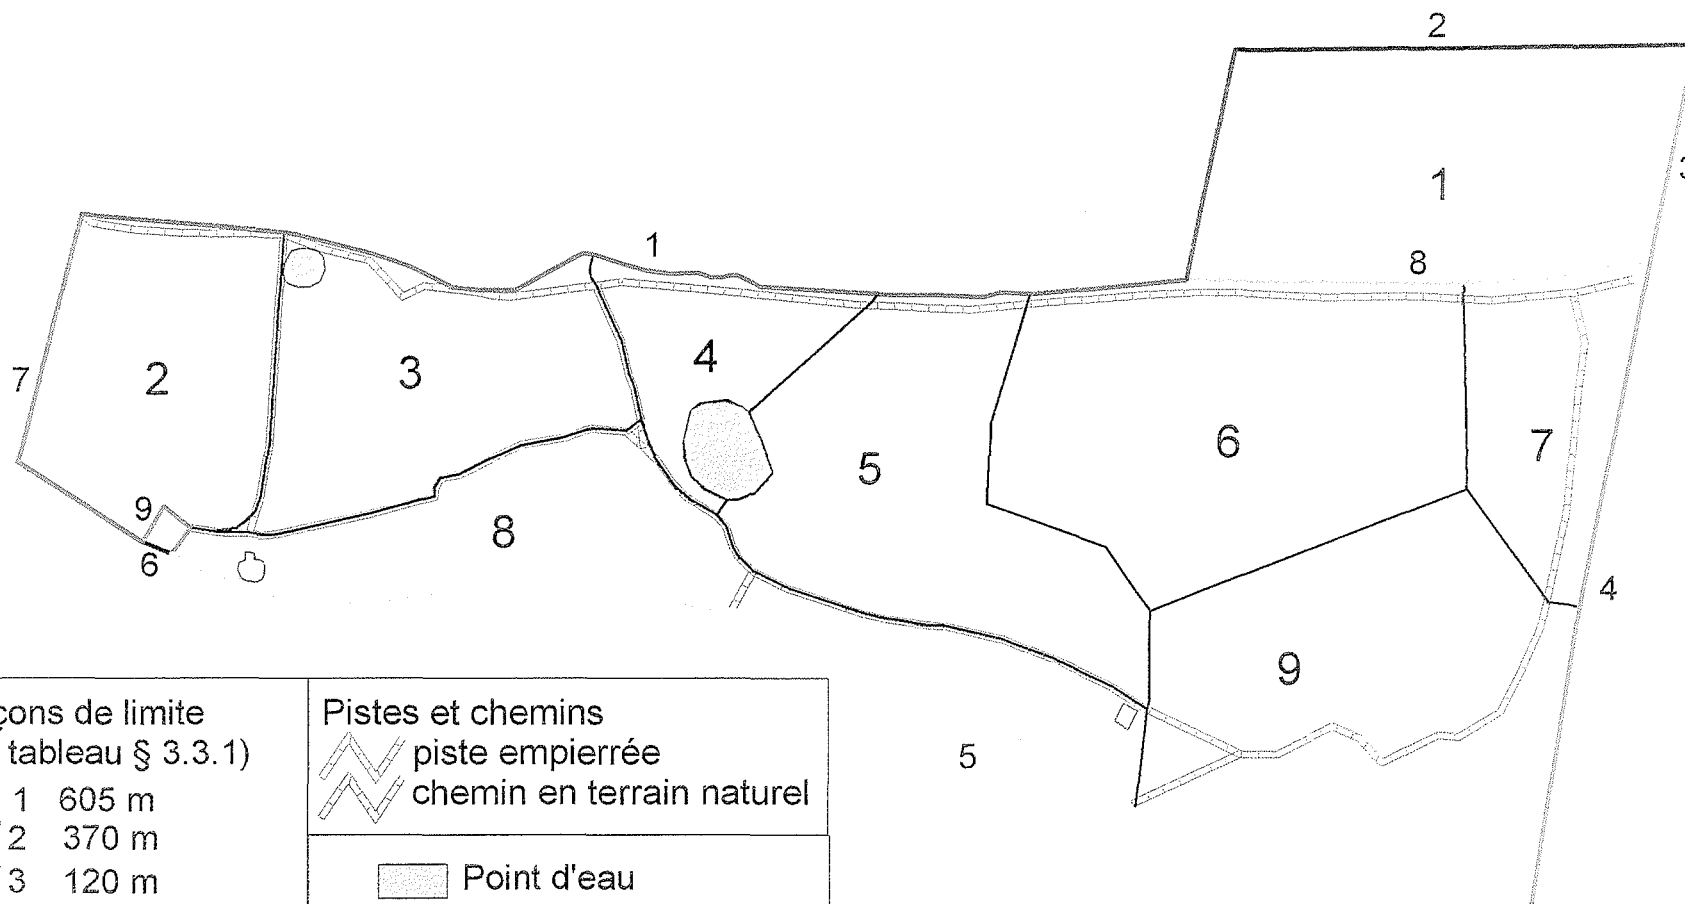 2
1
3
8
1
2
3
4
7
5
6
7
9
8
6
4
9
5
çons de limite
tableau § 3.3.1)
1 605 m
2 370 m
3 120 m
Pistes et chemins
piste empierrée
chemin en terrain naturel
Point d'eau